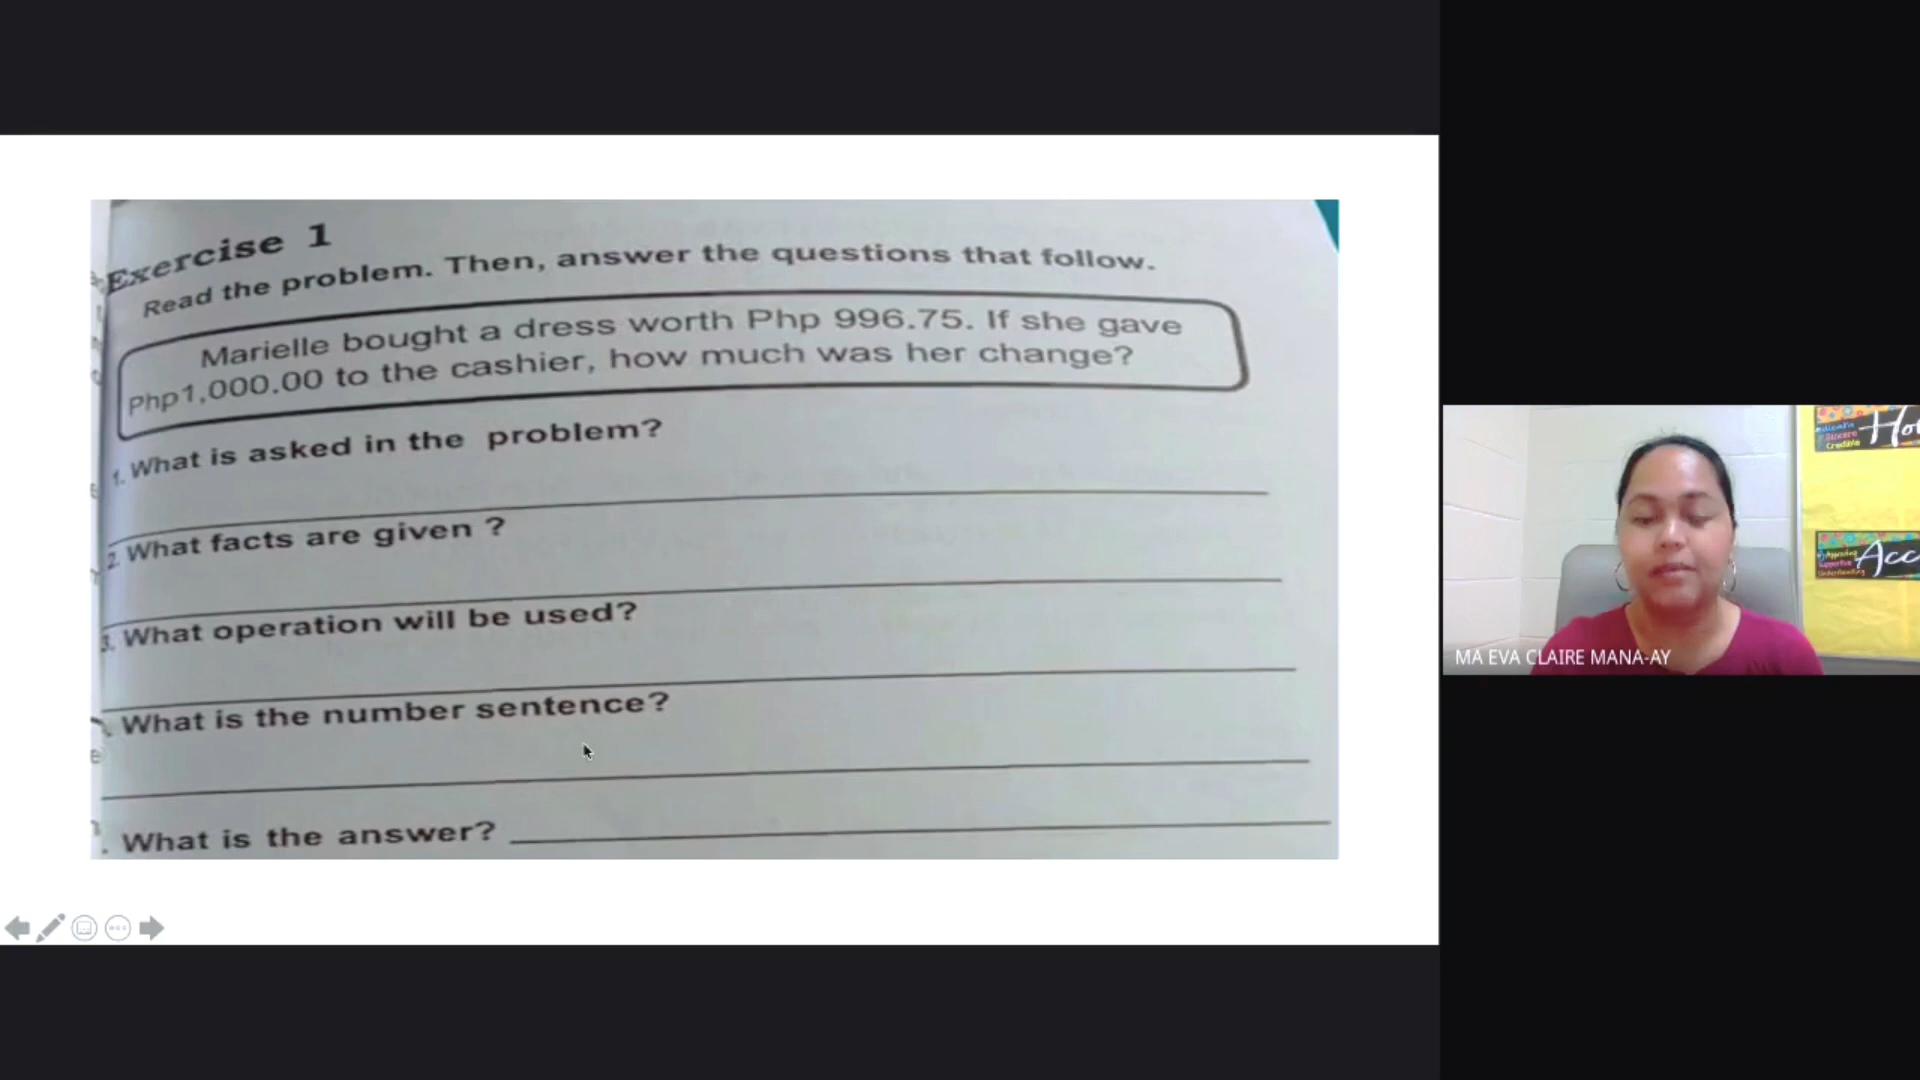 Exercise 1
Read the problem. Then, answer the questions that follow.
Marielle bought a dress worth Php 996.75. If she gave
Php1,000.00 to the cashier, how much was her change?
1. What is asked in the problem?
2. What facts are given ?
3. What operation will be used?
. What is the number sentence?
. What is the answer?
Credible
Acc
MA EVA CLAIRE MANA-AY